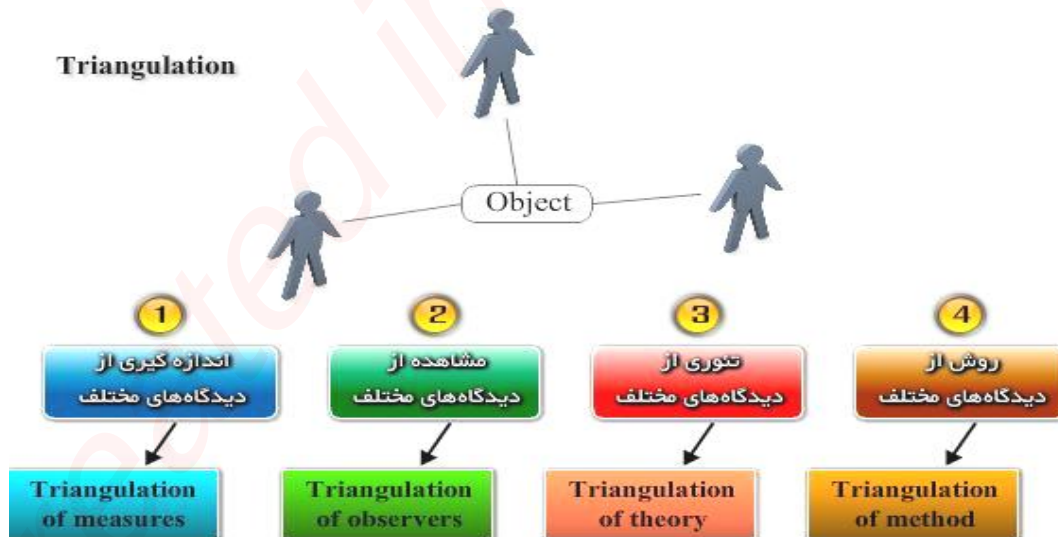 Triangulation
Object
1
2
3
4
اندازه گیری از
دیدگاه‌های مختلف
مشاهده از
دیدگاه‌های مختلف
تئوری از
دیدگاه‌های مختلف
روش از
دیدگاه‌های مختلف
Triangulation
of measures
Triangulation
of observers
Triangulation
of theory
Triangulation
of method